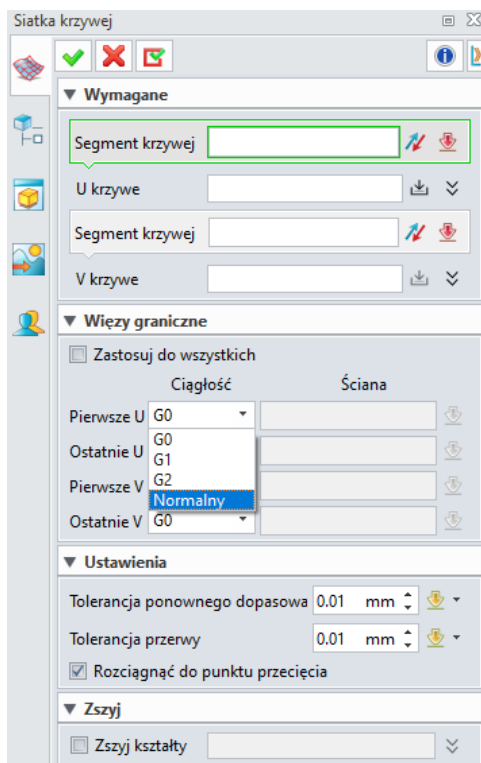 Siatka krzywej
Wymagane
Segment krzywej
U krzywe
Segment krzywej
V krzywe
Więzy graniczne
Zastosuj do wszystkich
Ciągłość Ściana
Pierwsze U G0
G0
Ostatnie U
G1
G2
Pierwsze V
Normalny
Ostatnie V G0
Ustawienia
Tolerancja ponownego dopasowa 0.01 mm
Tolerancja przerwy 0.01 mm
Rozciągnąć do punktu przecięcia
Zszyj
Zszyj kształty